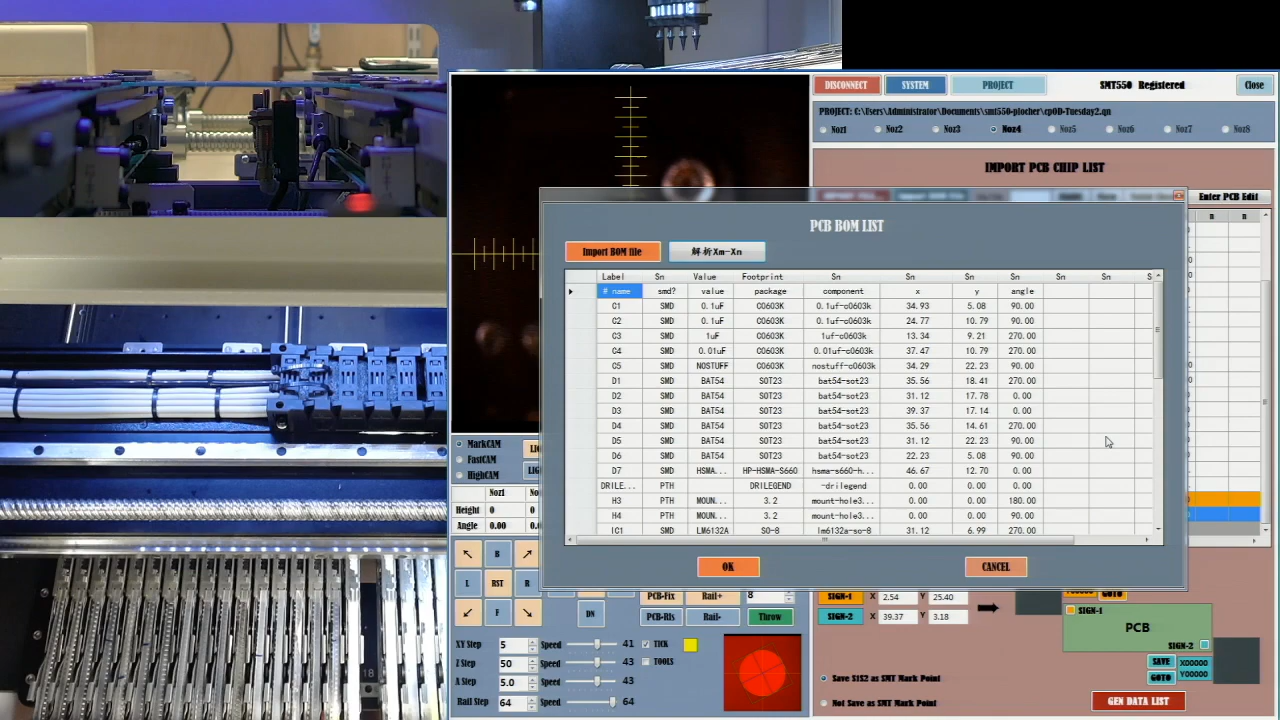 DISCONNECT SYSTEM PROJECT SMT550 Registered Close
PROJECT: C:\Users\Administrator\Documents\smt550-plocher\cpOD-Tuesday2.qn
Noz1 Noz2 Noz3 Noz4 Noz5 Noz6 Noz7 Noz8
IMPORT PCB CHIP LIST
Enter PCB Edit
PCB BOM LIST
Import BOM file 解析Xm-Xn
Label Sn Value Footprint Sn Sn Sn Sn Sn Sn S
# name smd? value package component x y angle
C1 SMD 0.1uF C0603K 0.1uf-c0603k 34.93 5.08 90.00
C2 SMD 0.1uF C0603K 0.1uf-c0603k 24.77 10.79 90.00
C3 SMD 1uF C0603K 1uf-c0603k 13.34 9.21 270.00
C4 SMD 0.01uF C0603K 0.01uf-c0603k 37.47 10.79 270.00
C5 SMD NOSTUFF C0603K nostuff-c0603k 34.29 22.23 90.00
D1 SMD BAT54 SOT23 bat54-sot23 35.56 18.41 270.00
D2 SMD BAT54 SOT23 bat54-sot23 31.12 17.78 0.00
D3 SMD BAT54 SOT23 bat54-sot23 39.37 17.14 0.00
D4 SMD BAT54 SOT23 bat54-sot23 35.56 14.61 270.00
D5 SMD BAT54 SOT23 bat54-sot23 31.12 22.23 90.00
D6 SMD BAT54 SOT23 bat54-sot23 22.23 5.08 90.00
D7 SMD HSMA... HP-HSMA-S660 hsma-s660-h... 46.67 12.70 0.00
DRILE... PTH DRILEGEND -drilegend 0.00 0.00 0.00
H3 PTH MOUN... 3.2 mount-hole3... 0.00 0.00 180.00
H4 PTH MOUN... 3.2 mount-hole3... 0.00 0.00 90.00
IC1 SMD LM6132A SO-8 lm6132a-so-8 31.12 6.99 270.00
OK CANCEL
MarkCAM
FastCAM
HighCAM
Noz1
Height 0 0
Angle 0.00 0.0
B
L RST R
F DN
PCB-Fix Rail+ 8
PCB-Rls Rail- Throw
XY Step 5 Speed 41 TICK
Z Step 50 Speed 43 TOOLS
A Step 5.0 Speed 43
Rail Step 64 Speed 64
SIGN-1 X 2.54 Y 25.40
SIGN-2 X 39.37 Y 3.18
GOTO
SIGN-1
PCB
SIGN-2
SAVE X00000
GOTO Y00000
Save S1S2 as SMT Mark Point
Not Save as SMT Mark Point
GEN DATA LIST
18